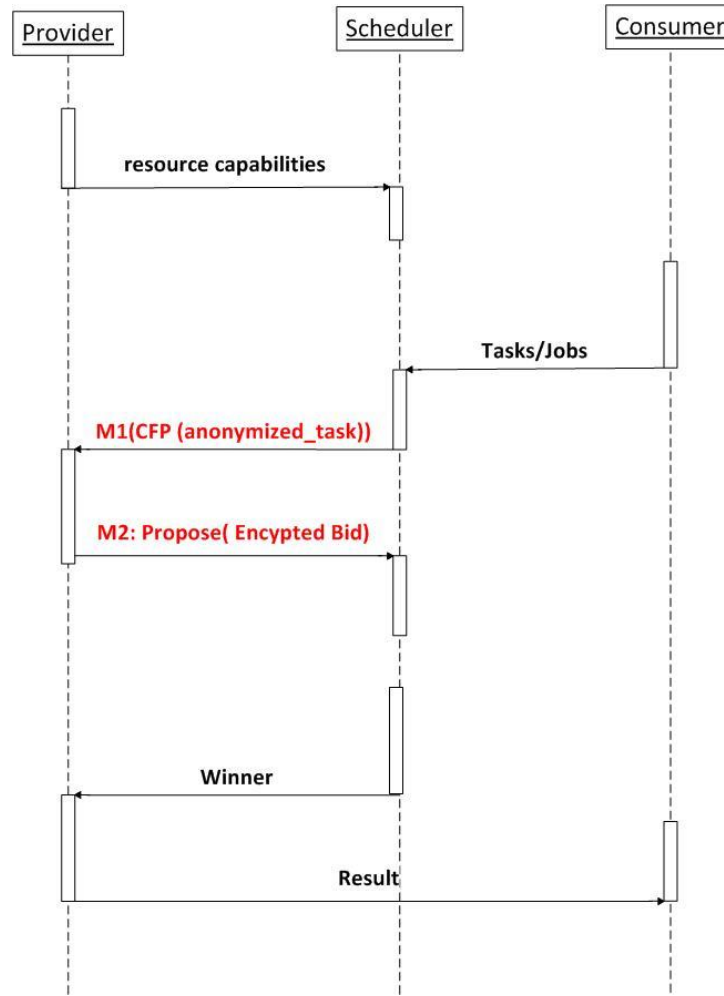 Provider
Scheduler
Consumer
resource capabilities
Tasks/Jobs
M1(CFP (anonymized_task))
M2: Propose( Encypted Bid)
Winner
Result